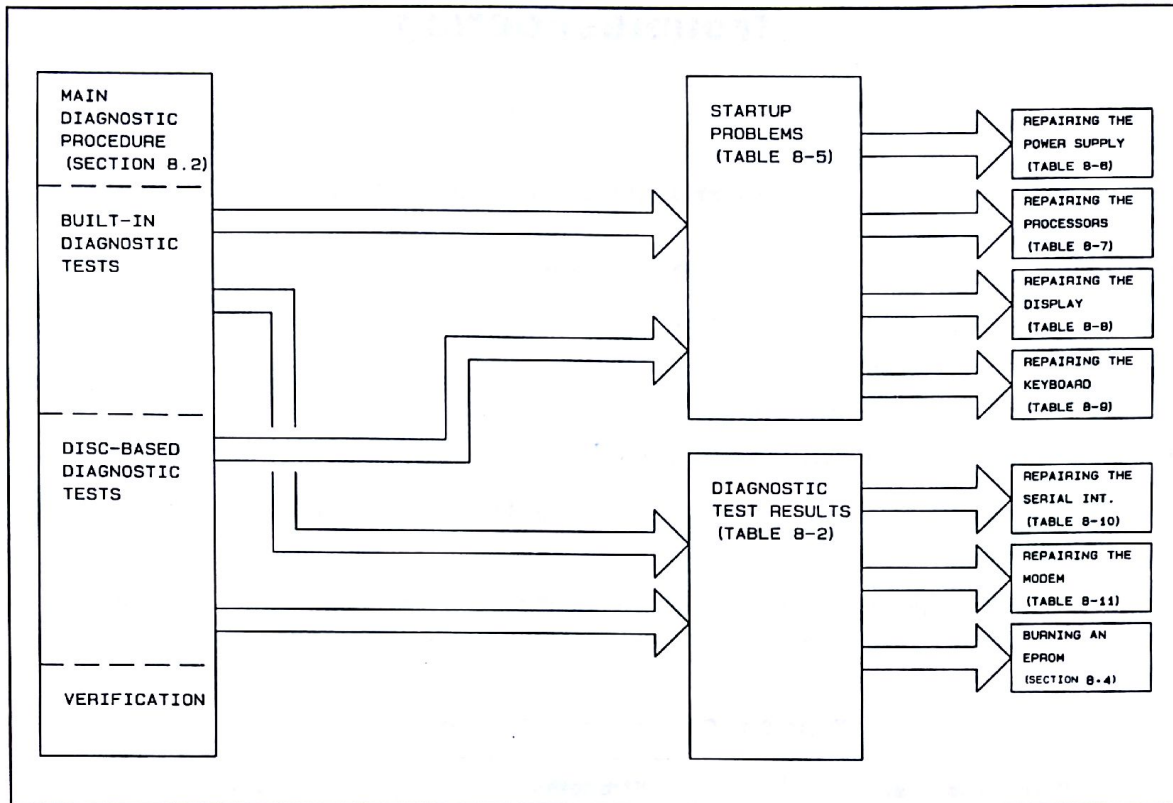 MAIN
DIAGNOSTIC
PROCEDURE
(SECTION 8.2)
BUILT-IN
DIAGNOSTIC
TESTS
DISC-BASED
DIAGNOSTIC
TESTS
VERIFICATION
STARTUP
PROBLEMS
(TABLE 8-5)
DIAGNOSTIC
TEST RESULTS
(TABLE 8-2)
REPAIRING THE
POWER SUPPLY
(TABLE 8-6)
REPAIRING THE
PROCESSORS
(TABLE 8-7)
REPAIRING THE
DISPLAY
(TABLE 8-8)
REPAIRING THE
KEYBOARD
(TABLE 8-9)
REPAIRING THE
SERIAL INT.
(TABLE 8-10)
REPAIRING THE
MODEM
(TABLE 8-11)
BURNING AN
EPROM
(SECTION 8.4)